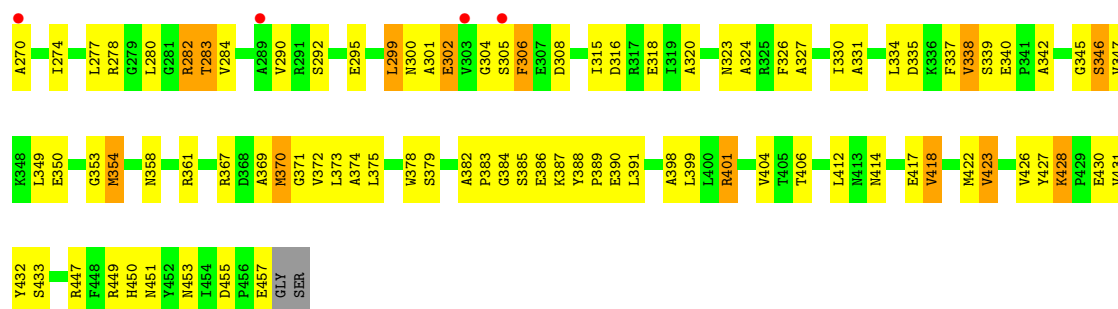 A270 I274 L277 R278 G279 L280 G281 R282 T283 V284 A289 V290 R291 S292 E295 L299 N300 A301 E302 V303 G304 S305 F306 E307 D308 I315 D316 R317 E318 I319 A320 N323 A324 R325 F326 A327 I330 A331 L334 D335 K336 F337 V338 S339 E340 P341 A342 G345 S346 V347
K348 L349 E350 G353 M354 N358 R361 R367 D368 A369 M370 G371 V372 L373 A374 L375 W378 S379 A382 P383 G384 S385 E386 K387 Y388 P389 E390 L391 A398 L399 L400 R401 V404 T405 T406 L412 N413 N414 E417 V418 M422 V423 V426 Y427 K428 P429 E430 V431
Y432 S433 R447 F448 R449 H450 N451 Y452 N453 I454 D455 P456 E457 GLY SER